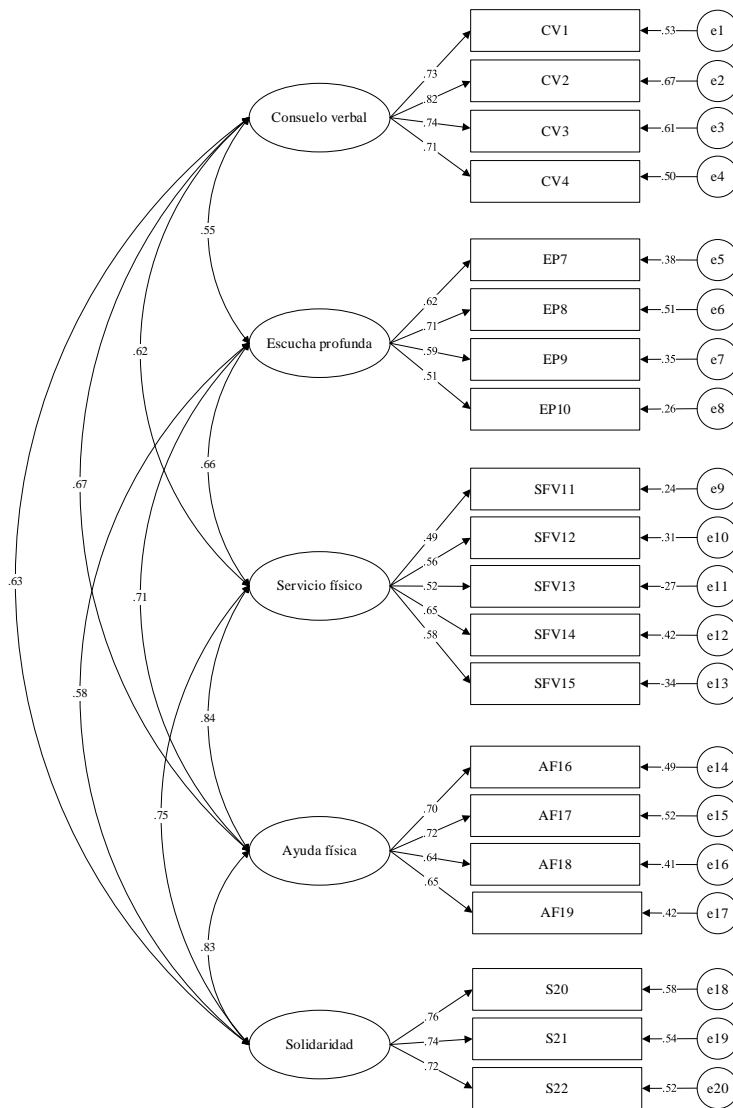 CV1
.53
e1
.73
CV2
.67
e2
.82
Consuelo verbal
CV3
.61
e3
.74
CV4
.50
e4
.71
.55
EP7
.38
e5
.62
EP8
.51
e6
.71
Escucha profunda
EP9
.35
e7
.59
EP10
.26
e8
.51
.62
.66
.67
.63
.71
.58
SFV11
.24
e9
.49
SFV12
.31
e10
.56
Servicio físico
SFV13
.27
e11
.52
SFV14
.42
e12
.65
SFV15
.34
e13
.58
.84
.75
AF16
.49
e14
.70
AF17
.52
e15
.72
Ayuda física
AF18
.41
e16
.64
AF19
.42
e17
.65
.83
S20
.58
e18
.76
S21
.54
e19
.74
Solidaridad
S22
.52
e20
.72